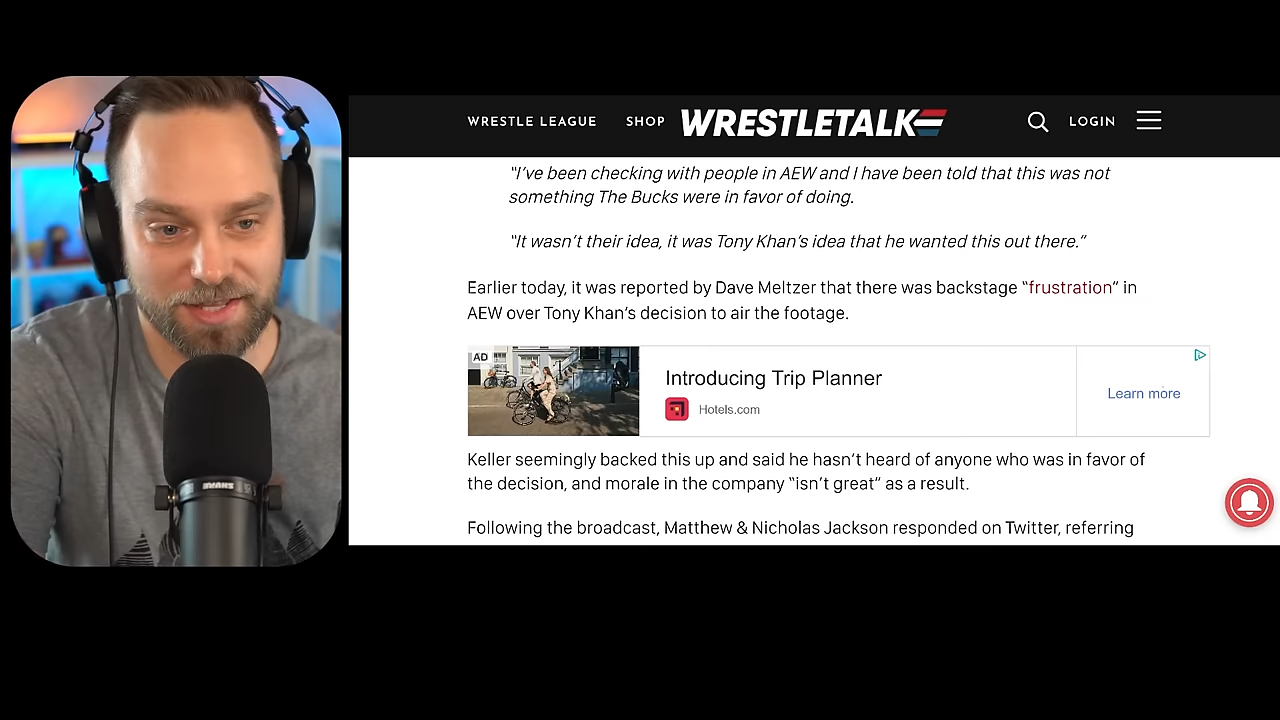 WRESTLE LEAGUE SHOP WRESTLETALK LOGIN
“I’ve been checking with people in AEW and I have been told that this was not
something The Bucks were in favor of doing.
“It wasn’t their idea, it was Tony Khan’s idea that he wanted this out there.”
Earlier today, it was reported by Dave Meltzer that there was backstage “frustration” in
AEW over Tony Khan’s decision to air the footage.
AD
Introducing Trip Planner
Hotels.com
Learn more
Keller seemingly backed this up and said he hasn’t heard of anyone who was in favor of
the decision, and morale in the company “isn’t great” as a result.
Following the broadcast, Matthew & Nicholas Jackson responded on Twitter, referring